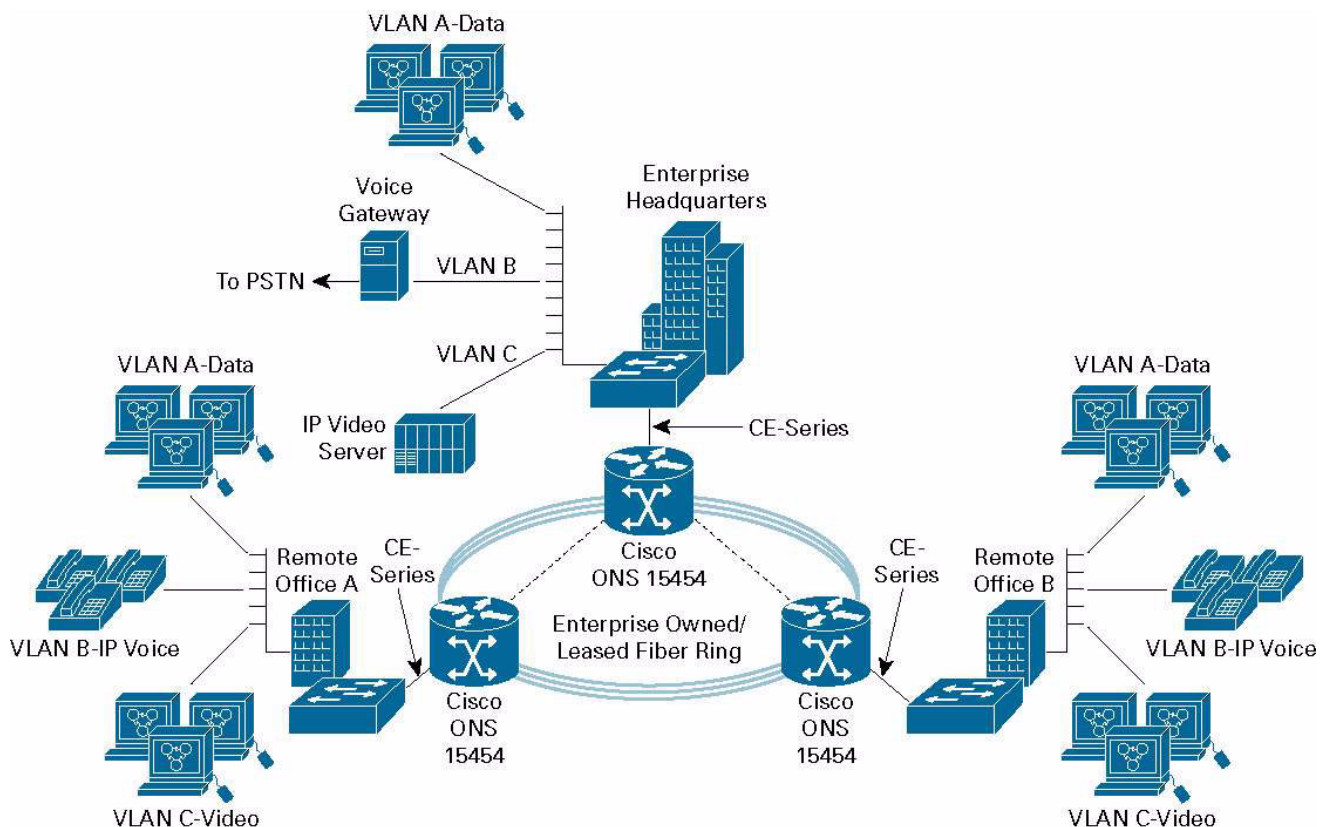 VLAN A-Data
Voice
Gateway
Enterprise
Headquarters
To PSTN
VLAN B
VLAN C
IP Video
Server
CE-Series
VLAN A-Data
VLAN A-Data
Remote
Office A
CE-
Series
Cisco
ONS 15454
CE-
Series
Remote
Office B
VLAN B-IP Voice
Enterprise Owned/
Leased Fiber Ring
VLAN B-IP Voice
Cisco
ONS
15454
Cisco
ONS
15454
VLAN C-Video
VLAN C-Video